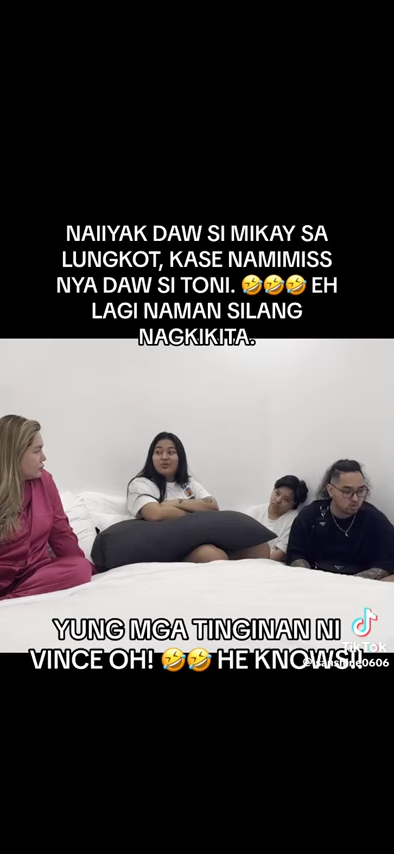 NAIIYAK DAW SI MIKAY SA
LUNGKOT, KASE NAMIMISS
NYA DAW SI TONI. 🤣🤣🤣 EH
LAGI NAMAN SILANG
NAGKIKITA.
YUNG MGA TINGINAN NI
VINCE OH! 🤣🤣 HE KNOWS!!
TikTok
@sanshine0606